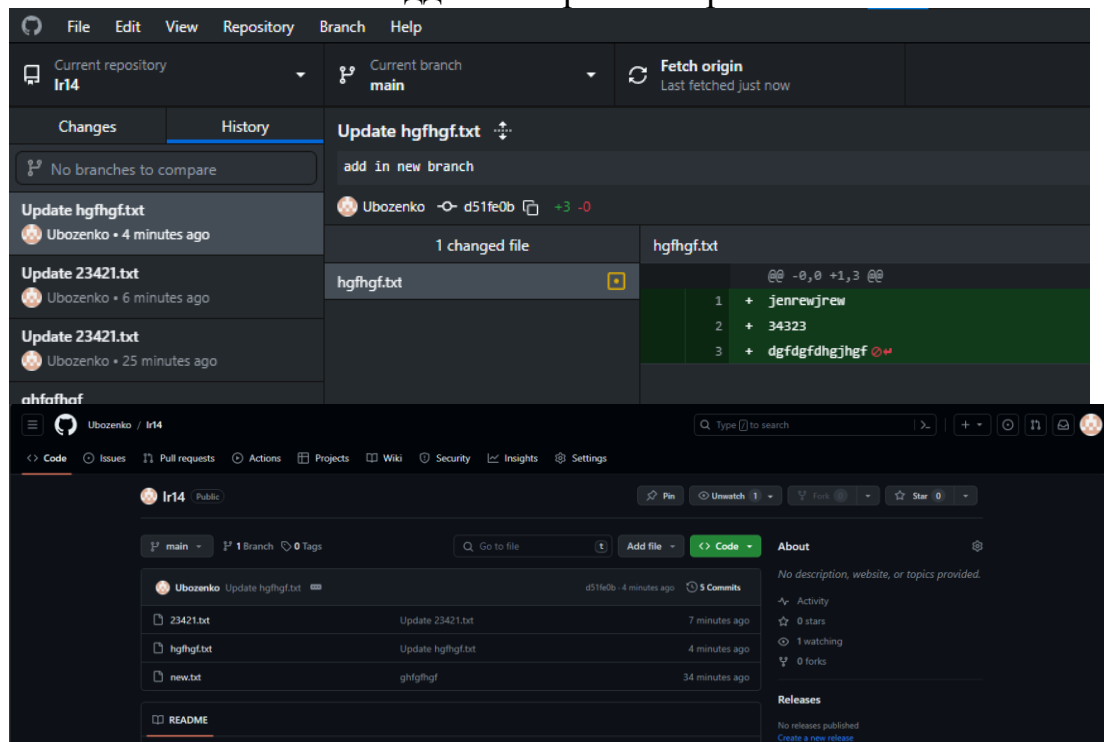 File Edit View Repository Branch Help
Current repository
lr14
Current branch
main
Fetch origin
Last fetched just now
Changes History
No branches to compare
Update hgfhgf.txt
Ubozenko • 4 minutes ago
Update 23421.txt
Ubozenko • 6 minutes ago
Update 23421.txt
Ubozenko • 25 minutes ago
ghfgfhgf
Update hgfhgf.txt
add in new branch
Ubozenko d51fe0b +3 -0
1 changed file
hgfhgf.txt
hgfhgf.txt
@@ -0,0 +1,3 @@
1 + jenrewjrew
2 + 34323
3 + dgfdgfdhgjhgf
Ubozenko / lr14
Type / to search
Code Issues Pull requests Actions Projects Wiki Security Insights Settings
lr14 Public
Pin Unwatch 1 Fork 0 Star 0
main 1 Branch 0 Tags
Go to file t Add file Code
Ubozenko Update hgfhgf.txt
d51fe0b · 4 minutes ago 5 Commits
23421.txt Update 23421.txt 7 minutes ago
hgfhgf.txt Update hgfhgf.txt 4 minutes ago
new.txt ghfgfhgf 34 minutes ago
README
About
No description, website, or topics provided.
Activity
0 stars
1 watching
0 forks
Releases
No releases published
Create a new release